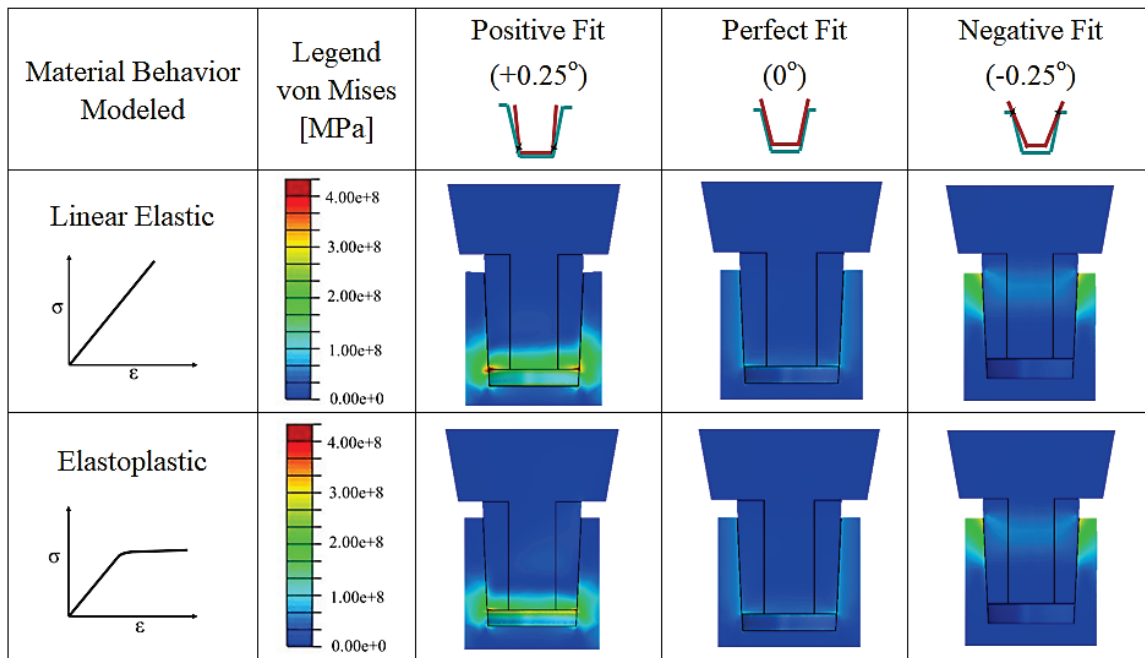 Material Behavior
Modeled
Legend
von Mises
[MPa]
Positive Fit
(+0.25°)
Perfect Fit
(0°)
Negative Fit
(-0.25°)
Linear Elastic
σ
ε
4.00e+8
3.00e+8
2.00e+8
1.00e+8
0.00e+0
Elastoplastic
σ
ε
4.00e+8
3.00e+8
2.00e+8
1.00e+8
0.00e+0